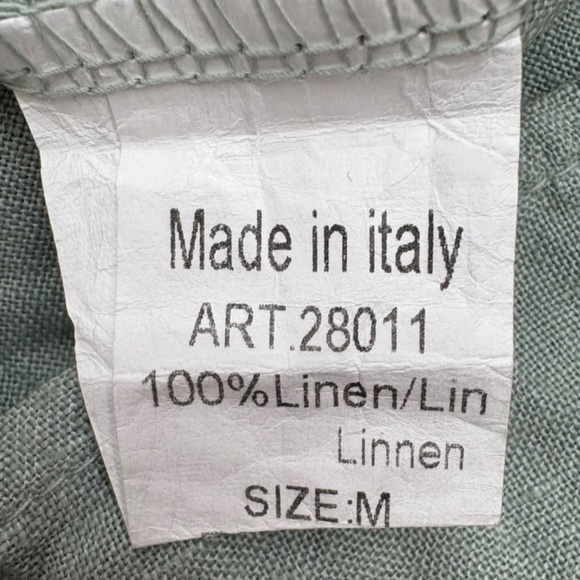 Made in italy
ART.28011
100%Linen/Lin
Linnen
SIZE:M